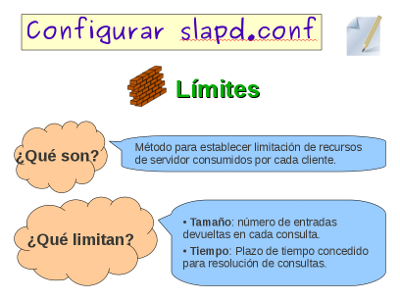 Configurar slapd.conf
Límites
¿Qué son?
Método para establecer limitación de recursos
de servidor consumidos por cada cliente.
¿Qué limitan?
• Tamaño: número de entradas
devueltas en cada consulta.
• Tiempo: Plazo de tiempo concedido
para resolución de consultas.